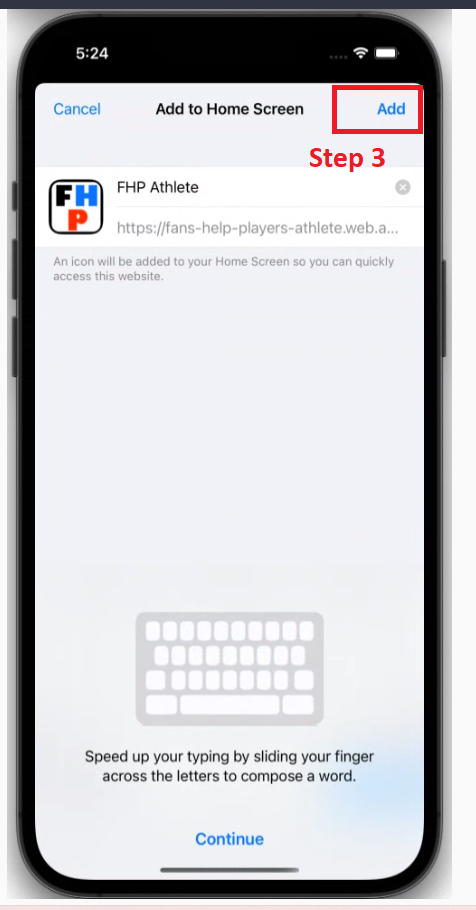 5:24
Cancel
Add to Home Screen
Add
Step 3
FHP
FHP Athlete
https://fans-help-players-athlete.web.a...
An icon will be added to your Home Screen so you can quickly
access this website.
Speed up your typing by sliding your finger
across the letters to compose a word.
Continue